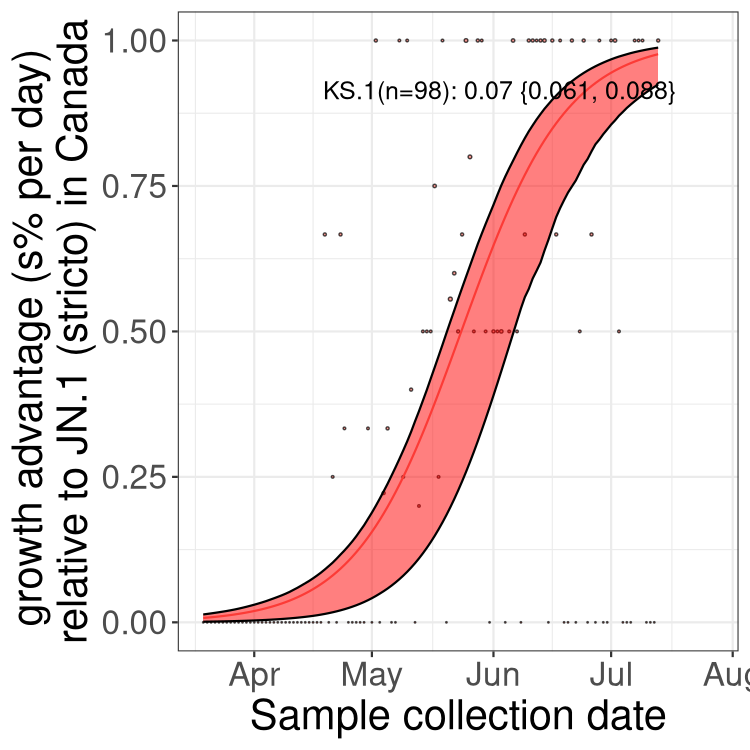 growth advantage (s% per day)
relative to JN.1 (stricto) in Canada
1.00
0.75
0.50
0.25
0.00
KS.1(n=98): 0.07 {0.061, 0.088}
Apr May Jun Jul Aug
Sample collection date